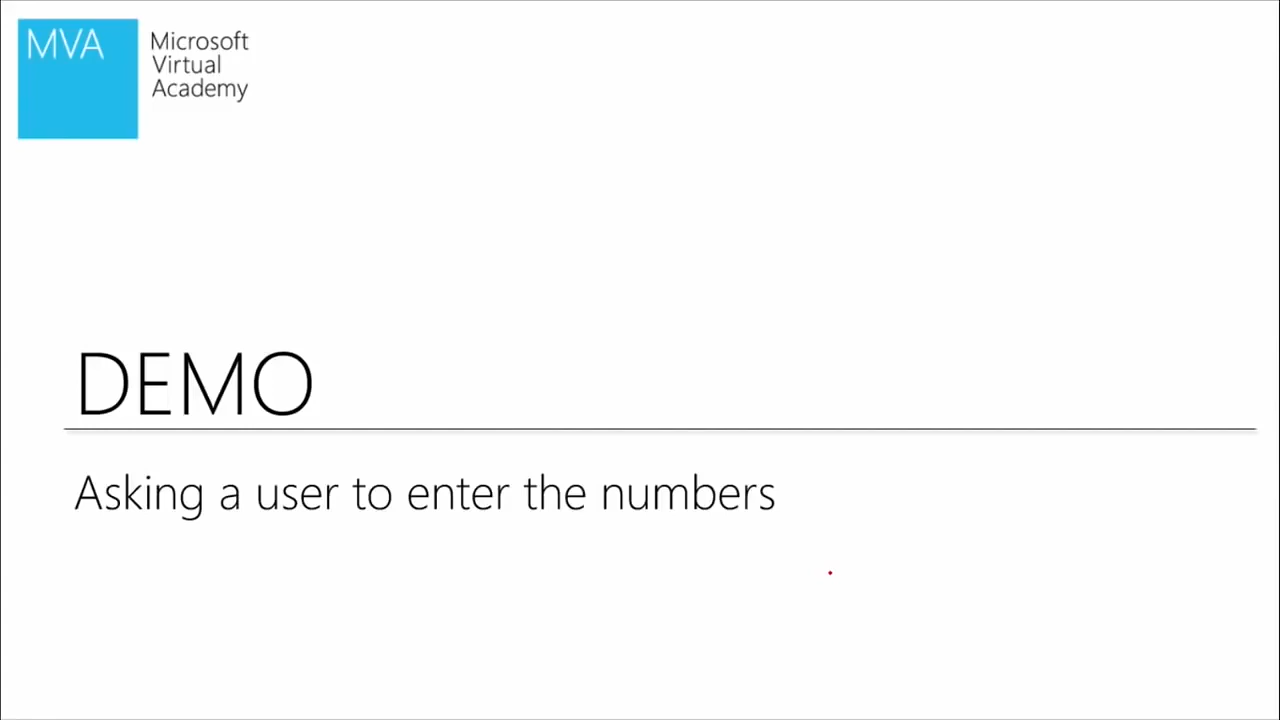 MVA
Microsoft
Virtual
Academy
DEMO
Asking a user to enter the numbers